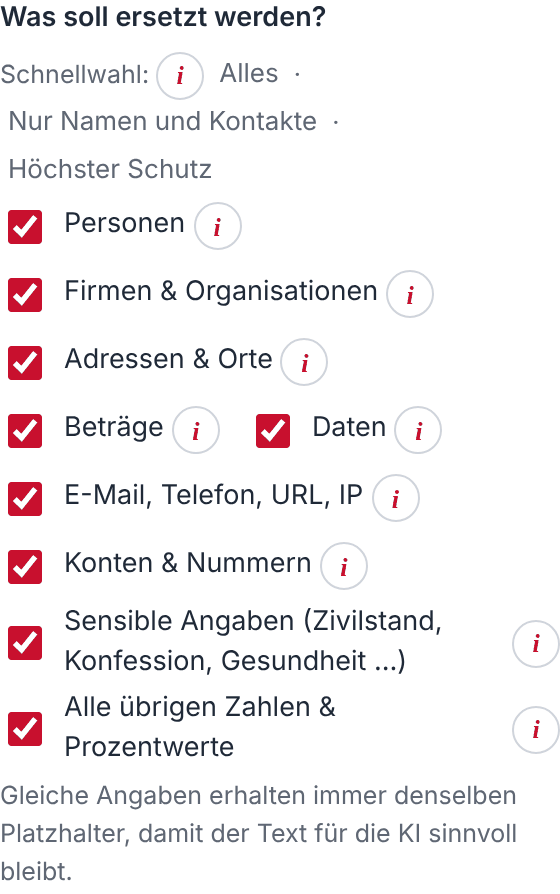 Was soll ersetzt werden?
Schnellwahl: i Alles ·
Nur Namen und Kontakte ·
Höchster Schutz
Personen i
Firmen & Organisationen i
Adressen & Orte i
Beträge i Daten i
E-Mail, Telefon, URL, IP i
Konten & Nummern i
Sensible Angaben (Zivilstand,
Konfession, Gesundheit ...) i
Alle übrigen Zahlen &
Prozentwerte i
Gleiche Angaben erhalten immer denselben
Platzhalter, damit der Text für die KI sinnvoll
bleibt.